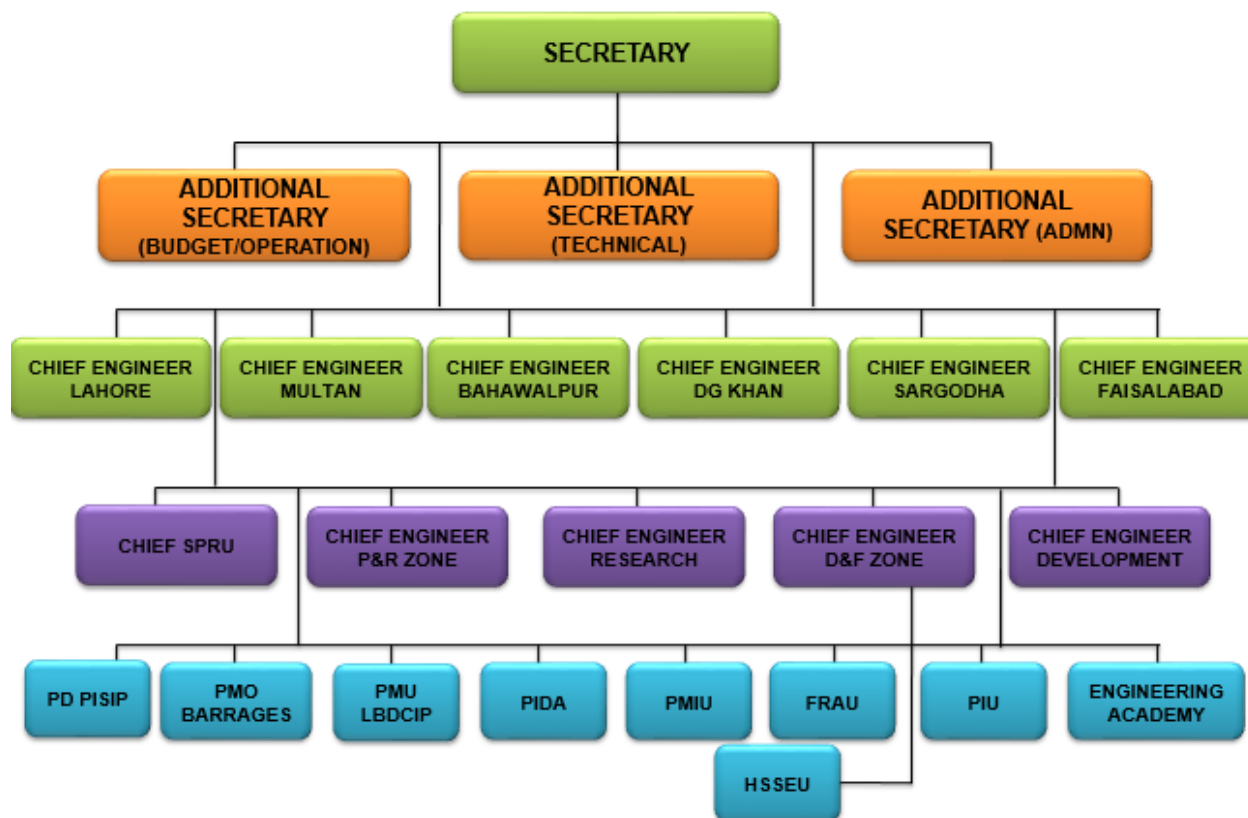 SECRETARY
ADDITIONAL
SECRETARY
(BUDGET/OPERATION)
ADDITIONAL
SECRETARY
(TECHNICAL)
ADDITIONAL
SECRETARY (ADMN)
CHIEF ENGINEER
LAHORE
CHIEF ENGINEER
MULTAN
CHIEF ENGINEER
BAHAWALPUR
CHIEF ENGINEER
DG KHAN
CHIEF ENGINEER
SARGODHA
CHIEF ENGINEER
FAISALABAD
CHIEF SPRU
CHIEF ENGINEER
P&R ZONE
CHIEF ENGINEER
RESEARCH
CHIEF ENGINEER
D&F ZONE
CHIEF ENGINEER
DEVELOPMENT
PD PISIP
PMO
BARRAGES
PMU
LBDCIP
PIDA
PMIU
FRAU
PIU
ENGINEERING
ACADEMY
HSSEU